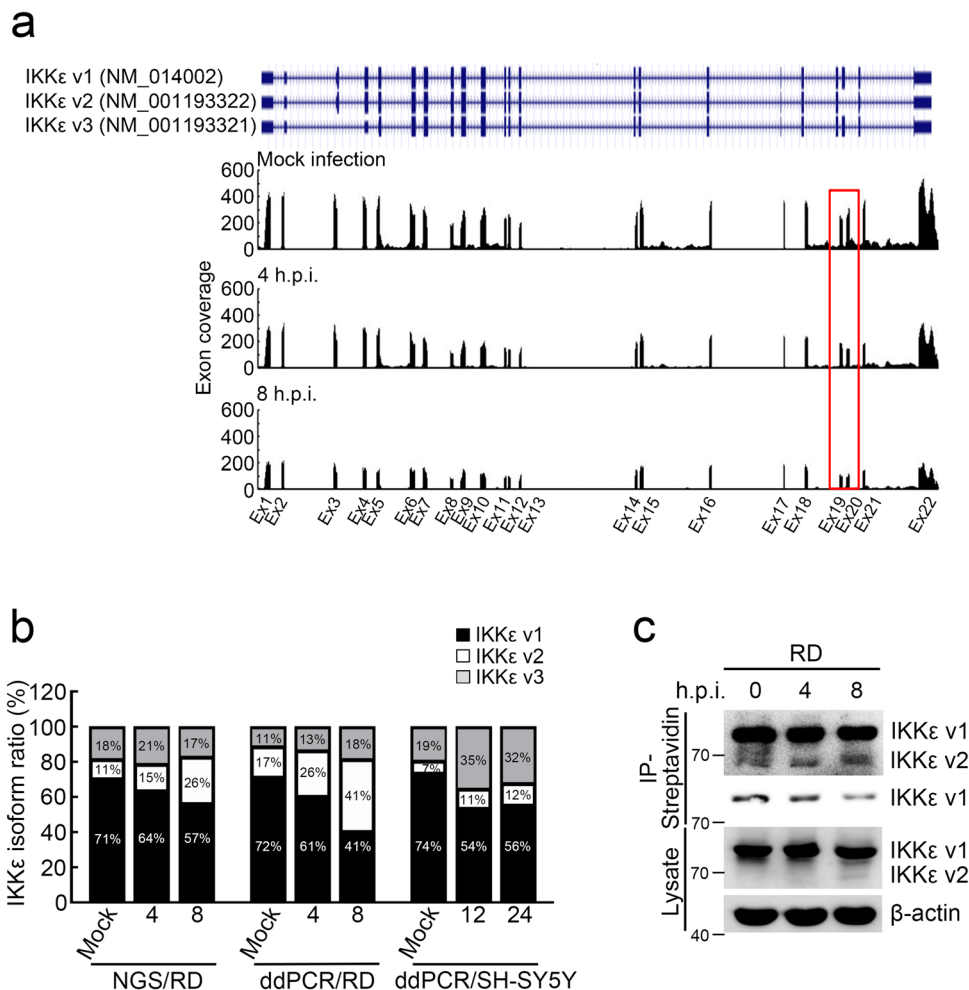 a
IKKε v1 (NM_014002)
IKKε v2 (NM_001193322)
IKKε v3 (NM_001193321)
Mock infection
600
400
200
0
4 h.p.i.
600
400
200
0
8 h.p.i.
600
400
200
0
Exon coverage
Ex1 Ex2 Ex3 Ex4 Ex5 Ex6 Ex7 Ex8 Ex9 Ex10 Ex11 Ex12 Ex13 Ex14 Ex15 Ex16 Ex17 Ex18 Ex19 Ex20 Ex21 Ex22
b
IKKε v1
IKKε v2
IKKε v3
IKKε isoform ratio (%)
120
100
80
60
40
20
0
18% 21% 17% 11% 13% 18% 19% 35% 32%
11% 15% 26% 17% 26% 41% 7% 11% 12%
71% 64% 57% 72% 61% 41% 74% 54% 56%
Mock 4 8 Mock 4 8 Mock 12 24
NGS/RD ddPCR/RD ddPCR/SH-SY5Y
c
RD
h.p.i. 0 4 8
IP-
Streptavidin
IKKε v1
70
IKKε v2
IKKε v1
70
Lysate
IKKε v1
70
IKKε v2
β-actin
40